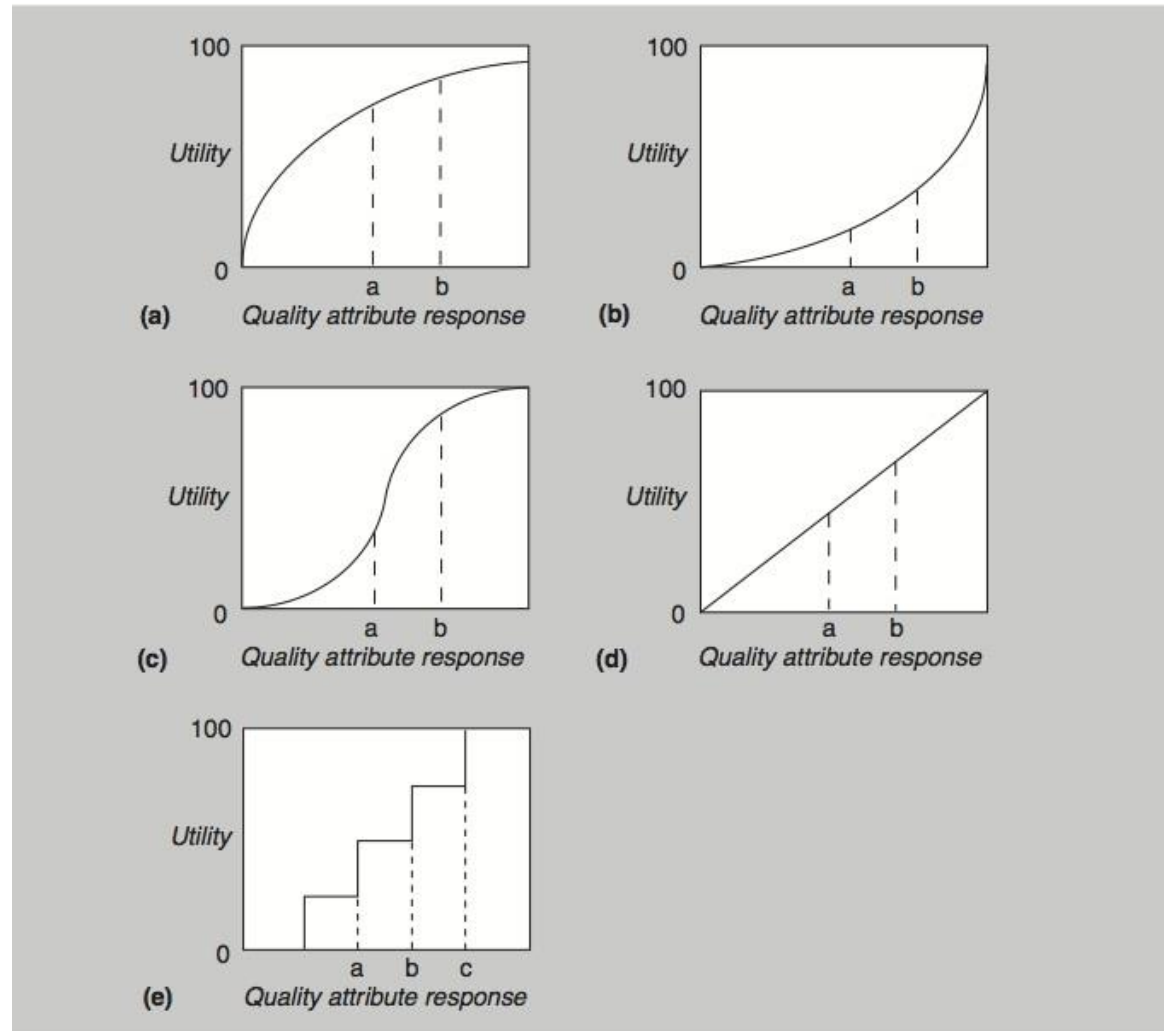 100
Utility
0
a b
(a) Quality attribute response
100
Utility
0
a b
(b) Quality attribute response
100
Utility
0
a b
(c) Quality attribute response
100
Utility
0
a b
(d) Quality attribute response
100
Utility
0
a b c
(e) Quality attribute response